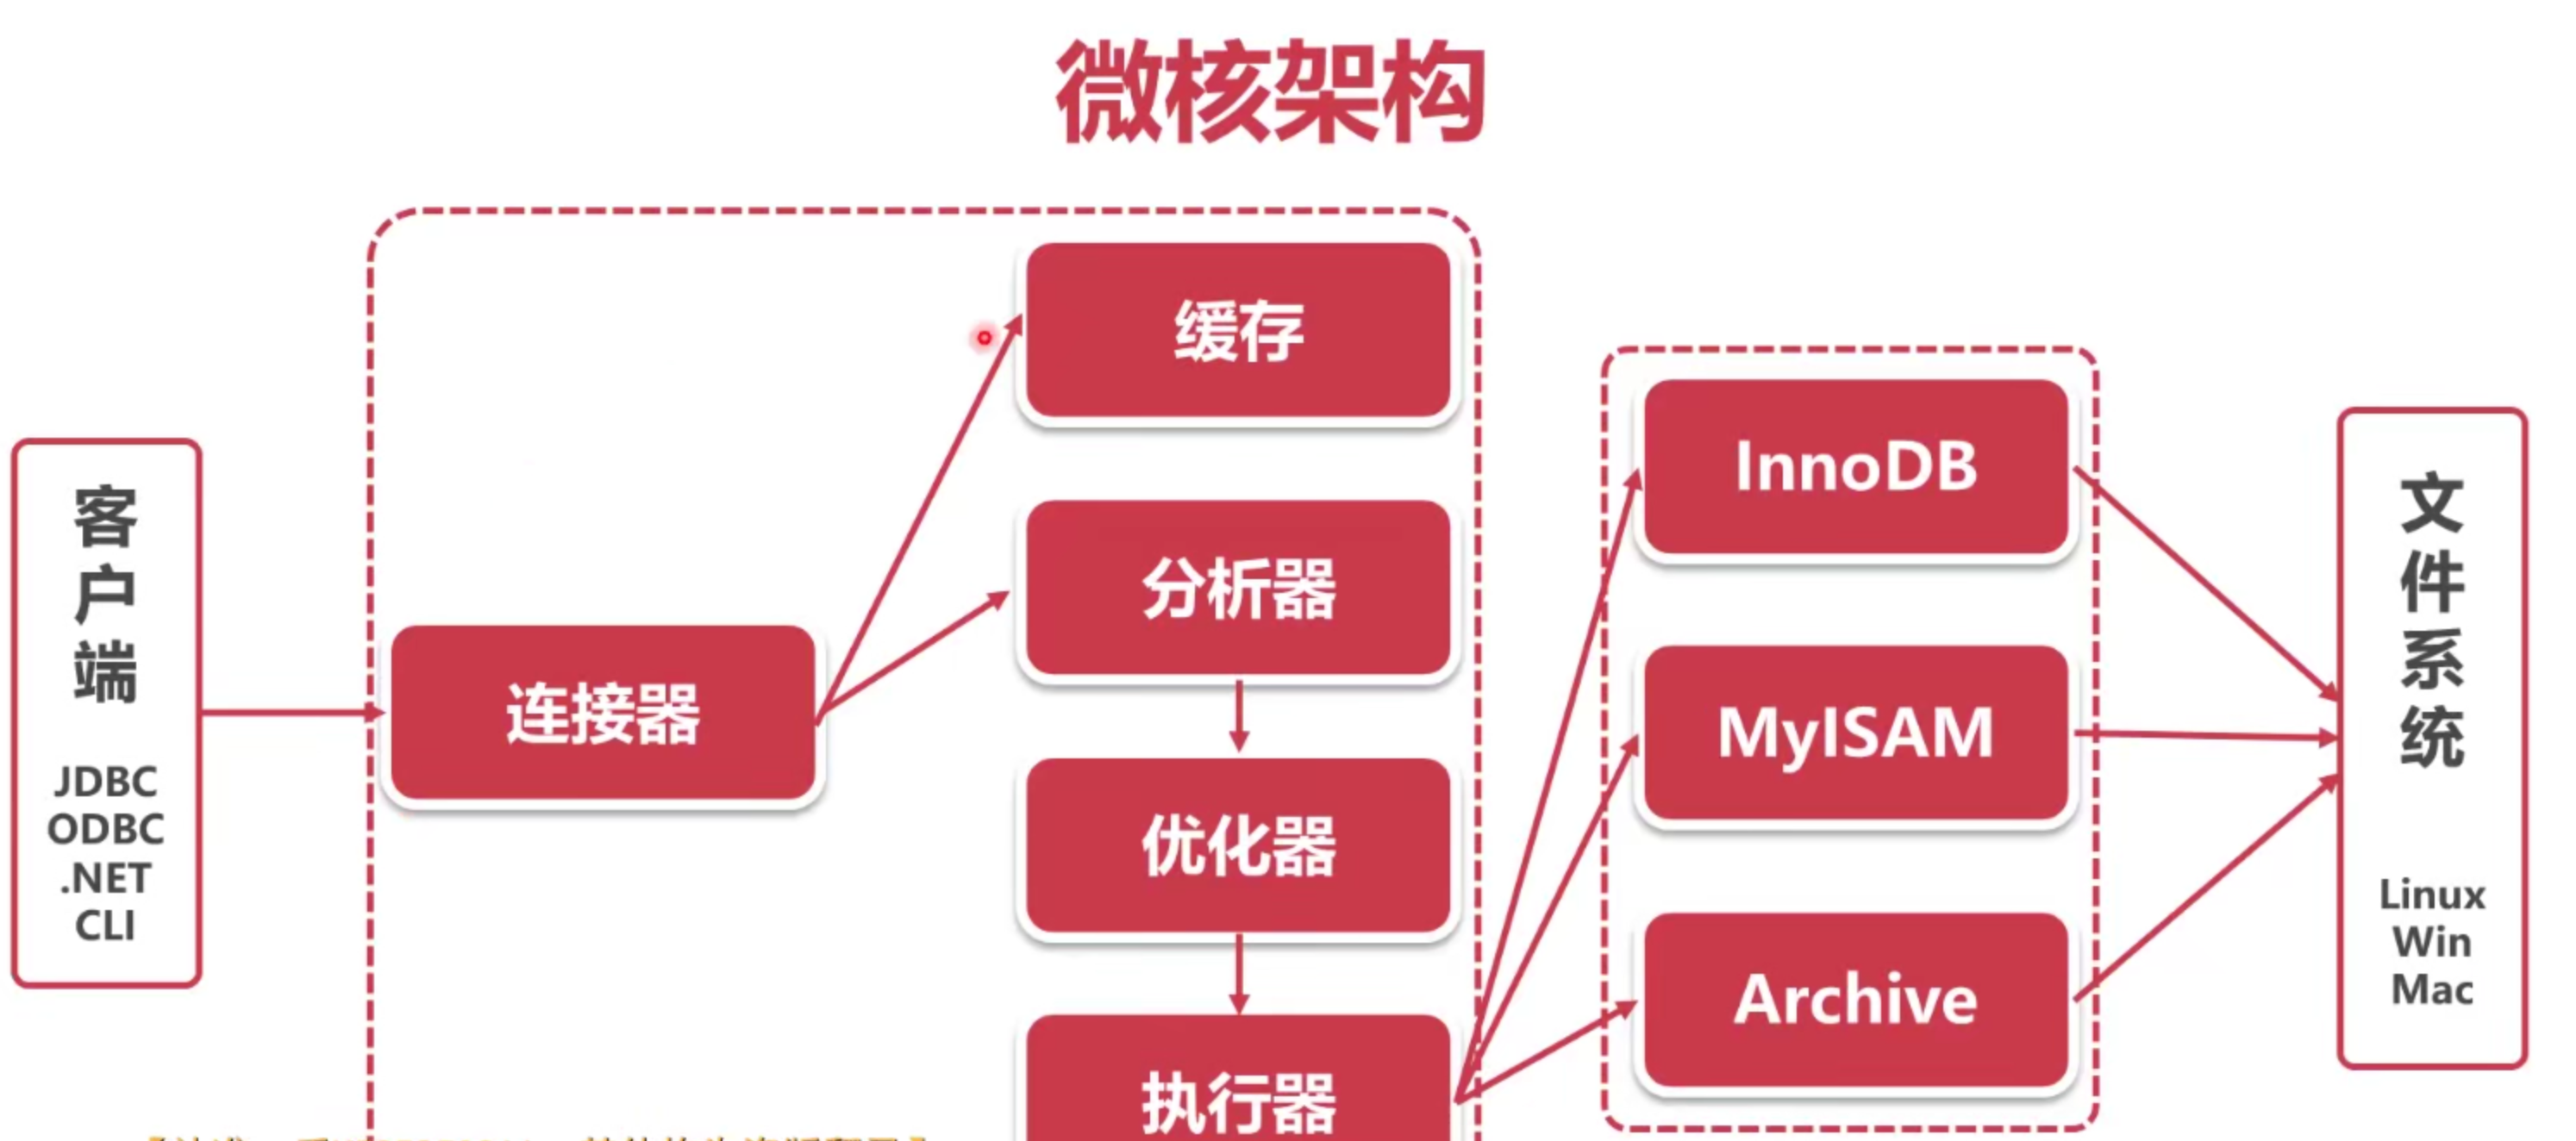 微核架构
客
户
端
JDBC
ODBC
.NET
CLI
连接器
缓存
分析器
优化器
执行器
InnoDB
MyISAM
Archive
文
件
系
统
Linux
Win
Mac